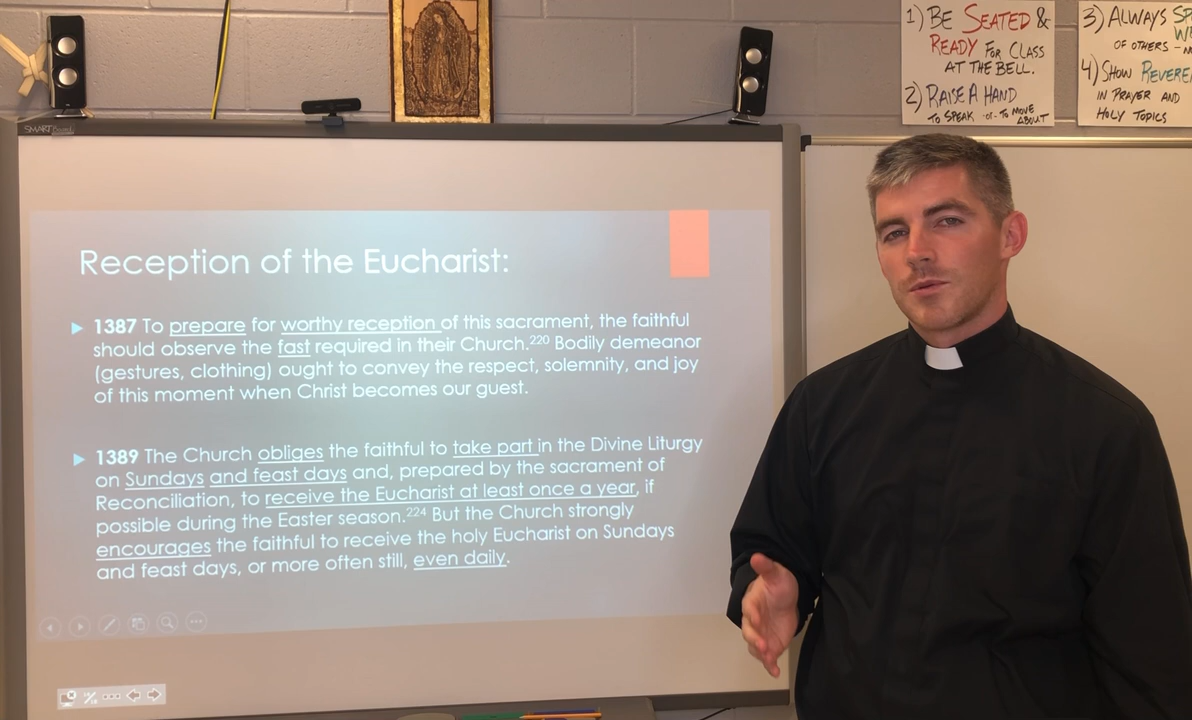 1) BE SEATED &
READY FOR CLASS
AT THE BELL.
2) RAISE A HAND
TO SPEAK -or- TO MOVE
ABOUT
3) ALWAYS
OF OTHERS -
4) SHOW
IN PRAYER AND
HOLY TOPICS
SMART
Reception of the Eucharist:
1387 To prepare for worthy reception of this sacrament, the faithful
should observe the fast required in their Church.220 Bodily demeanor
(gestures, clothing) ought to convey the respect, solemnity, and joy
of this moment when Christ becomes our guest.
1389 The Church obliges the faithful to take part in the Divine Liturgy
on Sundays and feast days and, prepared by the sacrament of
Reconciliation, to receive the Eucharist at least once a year, if
possible during the Easter season.224 But the Church strongly
encourages the faithful to receive the holy Eucharist on Sundays
and feast days, or more often still, even daily.